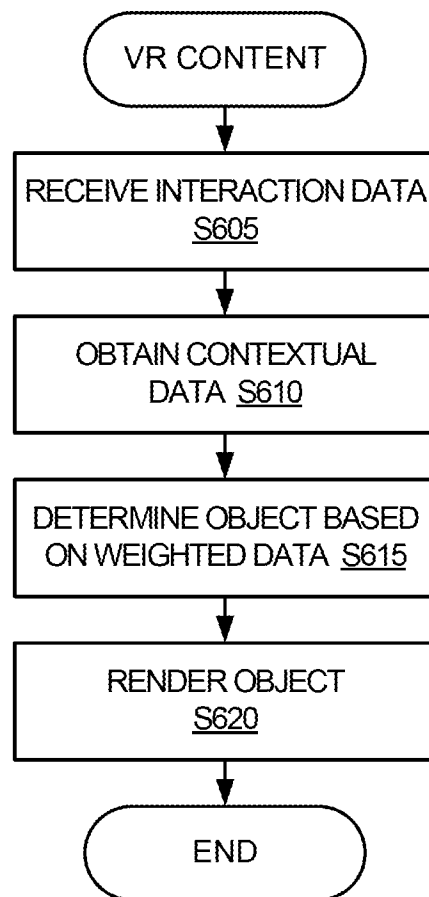 VR CONTENT
RECEIVE INTERACTION DATA
S605
OBTAIN CONTEXTUAL
DATA S610
DETERMINE OBJECT BASED
ON WEIGHTED DATA S615
RENDER OBJECT
S620
END